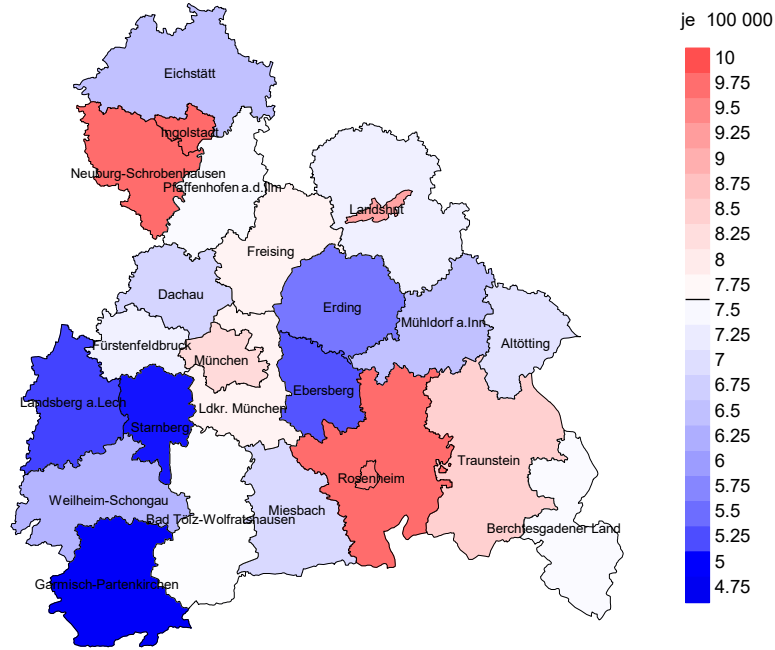 je 100 000
Eichstätt
Ingolstadt
Neuburg-Schrobenhausen
Pfaffenhofen a.d.Ilm
Landshut
Freising
Dachau
Erding
Mühldorf a.Inn
Altötting
Fürstenfeldbruck
München
Ebersberg
Landsberg a.Lech
Ldkr. München
Starnberg
Traunstein
Rosenheim
Weilheim-Schongau
Miesbach
Bad Tölz-Wolfratshausen
Berchtesgadener Land
Garmisch-Partenkirchen
10
9.75
9.5
9.25
9
8.75
8.5
8.25
8
7.75
7.5
7.25
7
6.75
6.5
6.25
6
5.75
5.5
5.25
5
4.75